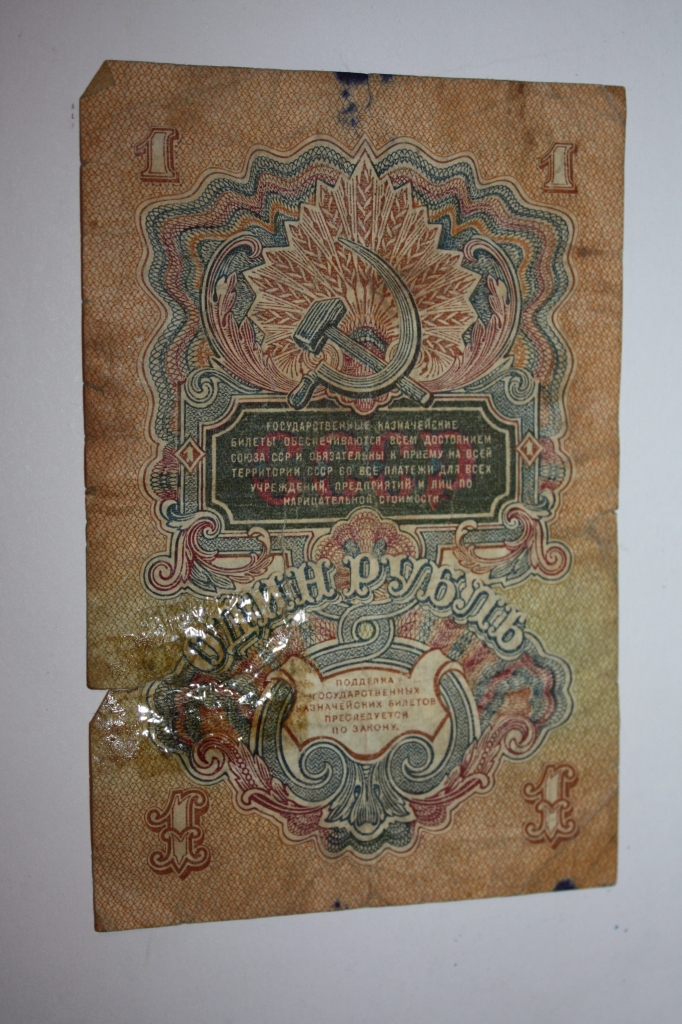 1 1
ГОСУДАРСТВЕННЫЕ КАЗНАЧЕЙСКИЕ
БИЛЕТЫ ОБЕСПЕЧИВАЮТСЯ ВСЕМ ДОСТОЯНИЕМ
СОЮЗА ССР И ОБЯЗАТЕЛЬНЫ К ПРИЕМУ НА ВСЕЙ
ТЕРРИТОРИИ СССР ВО ВСЕ ПЛАТЕЖИ ДЛЯ ВСЕХ
УЧРЕЖДЕНИЙ, ПРЕДПРИЯТИЙ И ЛИЦ ПО
НАРИЦАТЕЛЬНОЙ СТОИМОСТИ.
1 1
ОДИН РУБЛЬ
ПОДДЕЛКА
ГОСУДАРСТВЕННЫХ
КАЗНАЧЕЙСКИХ БИЛЕТОВ
ПРЕСЛЕДУЕТСЯ
ПО ЗАКОНУ.
1 1